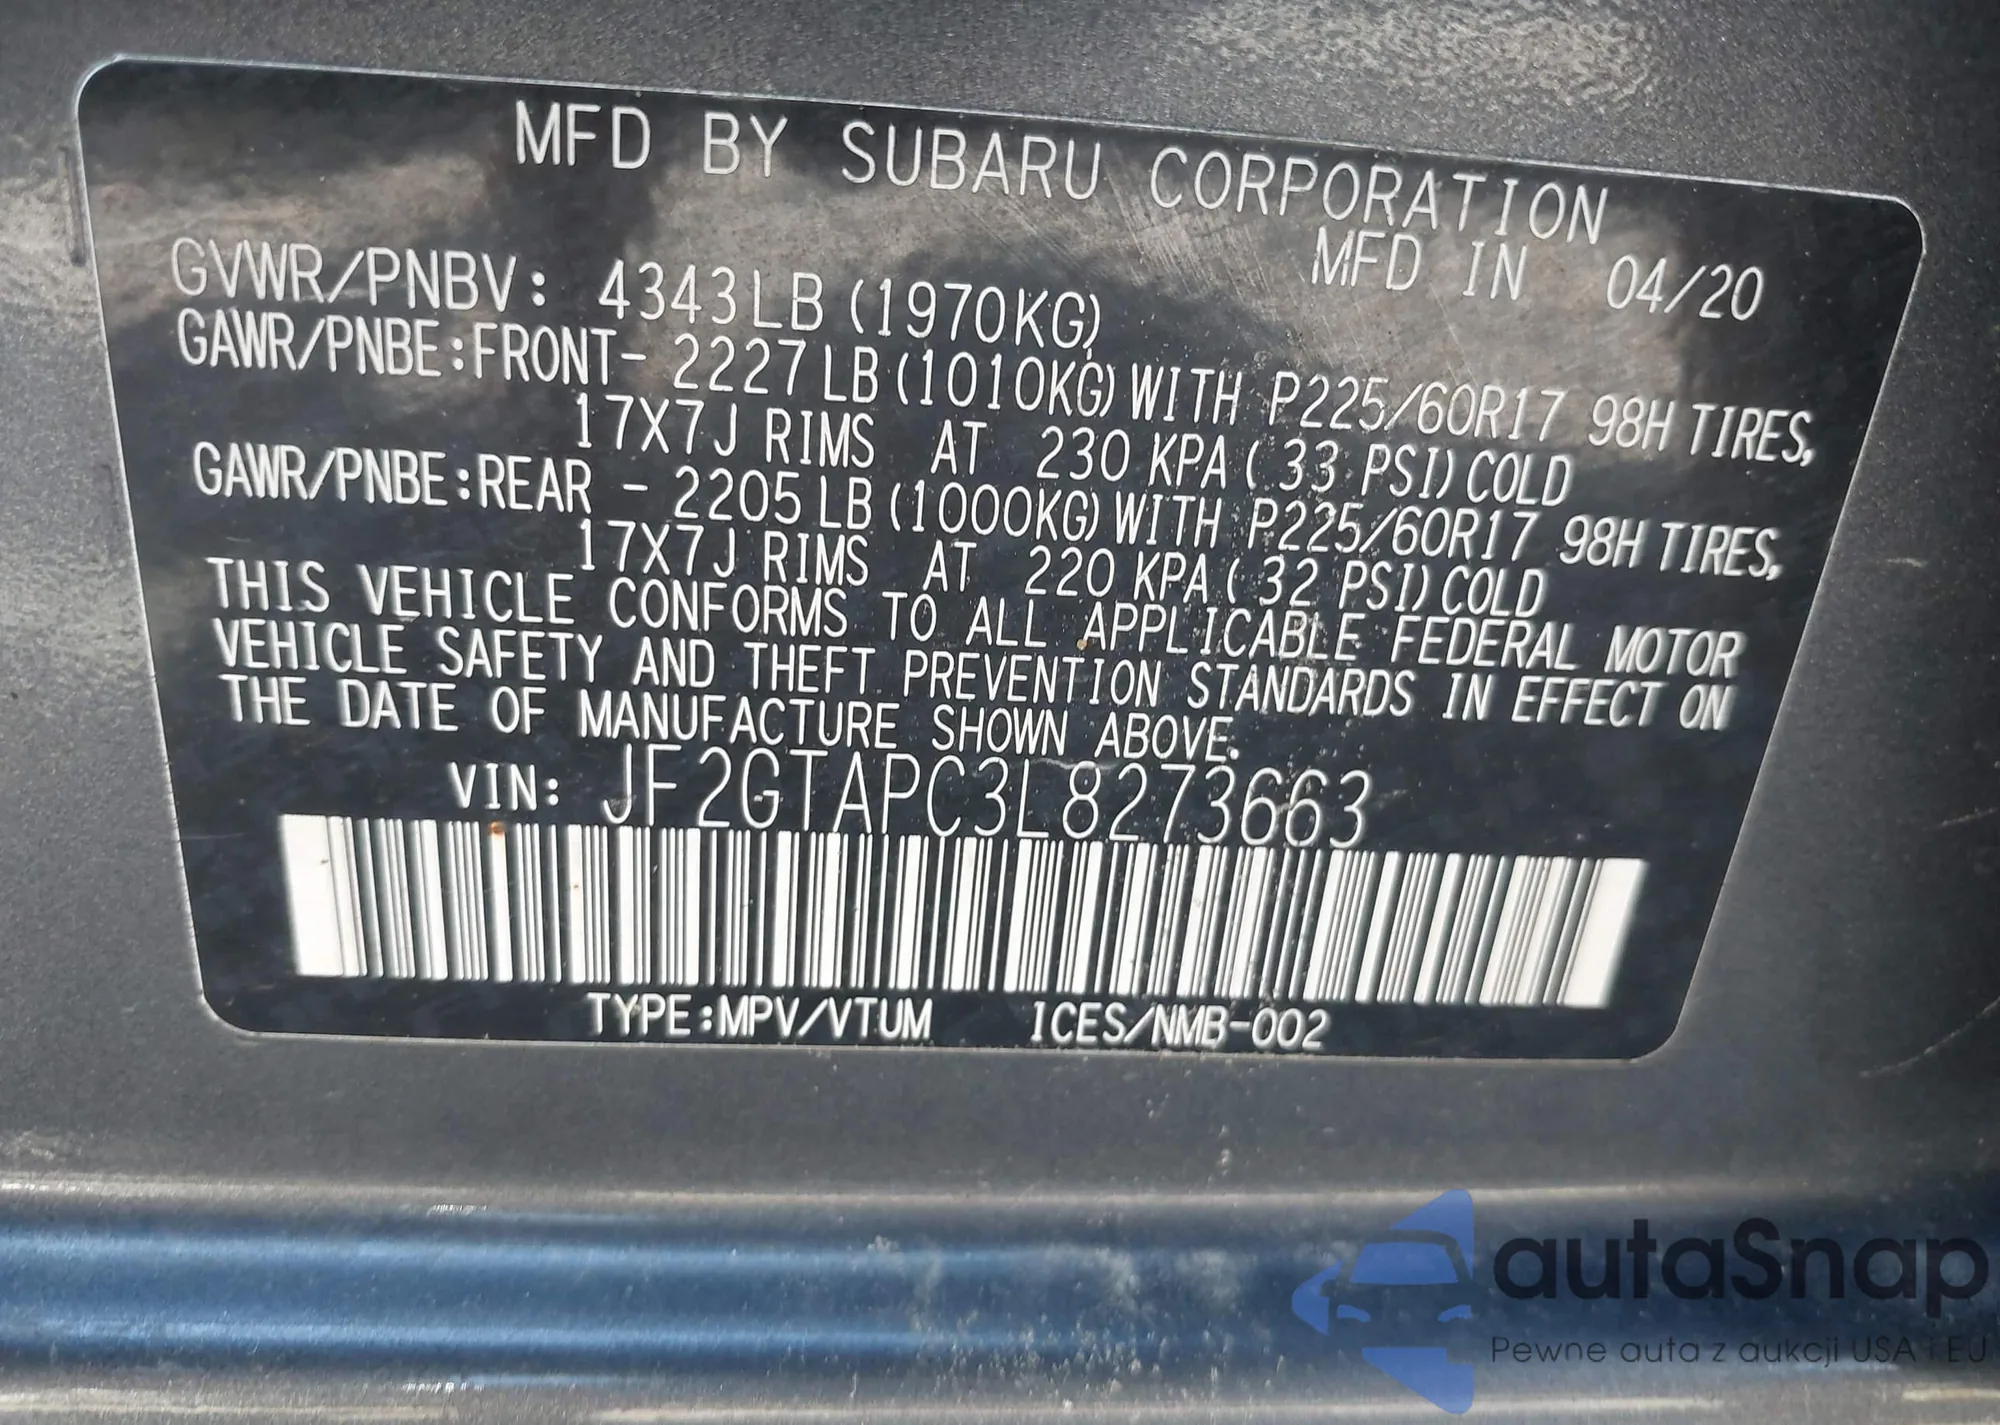 MFD BY SUBARU CORPORATION
MFD IN 04/20
GVWR/PNBV: 4343LB (1970KG)
GAWR/PNBE:FRONT- 2227 LB (1010KG) WITH P225/60R17 98H TIRES,
17X7J RIMS AT 230 KPA ( 33 PSI) COLD
GAWR/PNBE:REAR - 2205 LB (1000KG) WITH P225/60R17 98H TIRES,
17X7J RIMS AT 220 KPA ( 32 PSI) COLD
THIS VEHICLE CONFORMS TO ALL APPLICABLE FEDERAL MOTOR
VEHICLE SAFETY AND THEFT PREVENTION STANDARDS IN EFFECT ON
THE DATE OF MANUFACTURE SHOWN ABOVE.
VIN: JF2GTAPC3L8273663
TYPE:MPV/VTUM ICES/NMB-002
autaSnap
Pewne auta z aukcji USA i EU